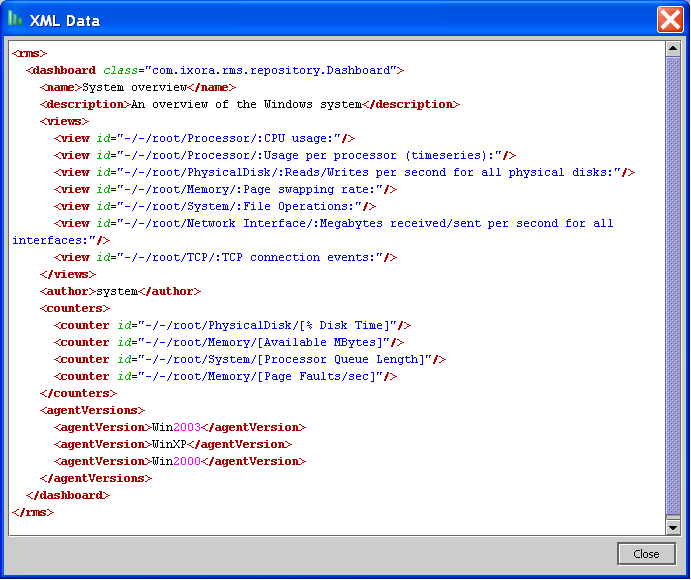 XML Data
<rms>
<dashboard class="com.ixora.rms.repository.Dashboard">
<name>System overview</name>
<description>An overview of the Windows system</description>
<views>
<view id="-/-/root/Processor/:CPU usage:"/>
<view id="-/-/root/Processor/:Usage per processor (timeseries):"/>
<view id="-/-/root/PhysicalDisk/:Reads/Writes per second for all physical disks:"/>
<view id="-/-/root/Memory/:Page swapping rate:"/>
<view id="-/-/root/System/:File Operations:"/>
<view id="-/-/root/Network Interface/:Megabytes received/sent per second for all
interfaces:"/>
<view id="-/-/root/TCP/:TCP connection events:"/>
</views>
<author>system</author>
<counters>
<counter id="-/-/root/PhysicalDisk/[% Disk Time]"/>
<counter id="-/-/root/Memory/[Available MBytes]"/>
<counter id="-/-/root/System/[Processor Queue Length]"/>
<counter id="-/-/root/Memory/[Page Faults/sec]"/>
</counters>
<agentVersions>
<agentVersion>Win2003</agentVersion>
<agentVersion>WinXP</agentVersion>
<agentVersion>Win2000</agentVersion>
</agentVersions>
</dashboard>
</rms>
Close